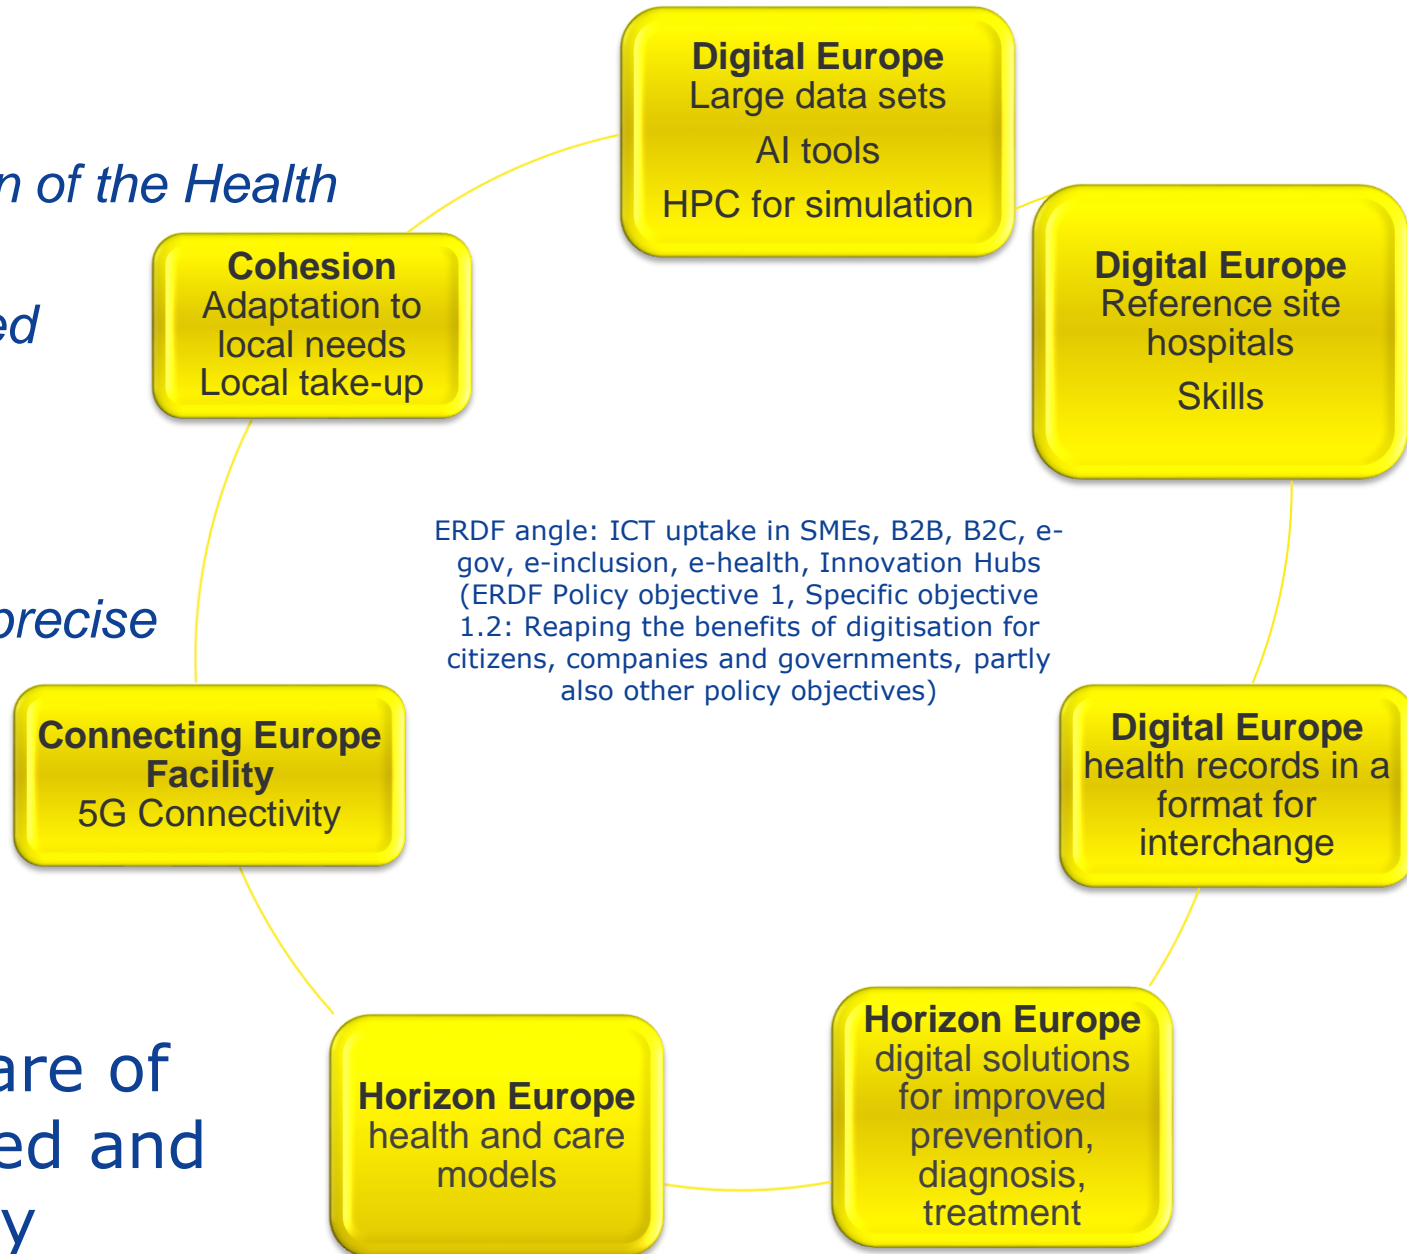 Digital Europe
Large data sets
AI tools
HPC for simulation
of the Health
Cohesion
Adaptation to
local needs
Local take-up
Digital Europe
Reference site
hospitals
Skills
ERDF angle: ICT uptake in SMEs, B2B, B2C, e-
gov, e-inclusion, e-health, Innovation Hubs
(ERDF Policy objective 1, Specific objective
1.2: Reaping the benefits of digitisation for
citizens, companies and governments, partly
also other policy objectives)
precise
Connecting Europe
Facility
5G Connectivity
Digital Europe
health records in a
format for
interchange
of
and
Horizon Europe
health and care
models
Horizon Europe
digital solutions
for improved
prevention,
diagnosis,
treatment